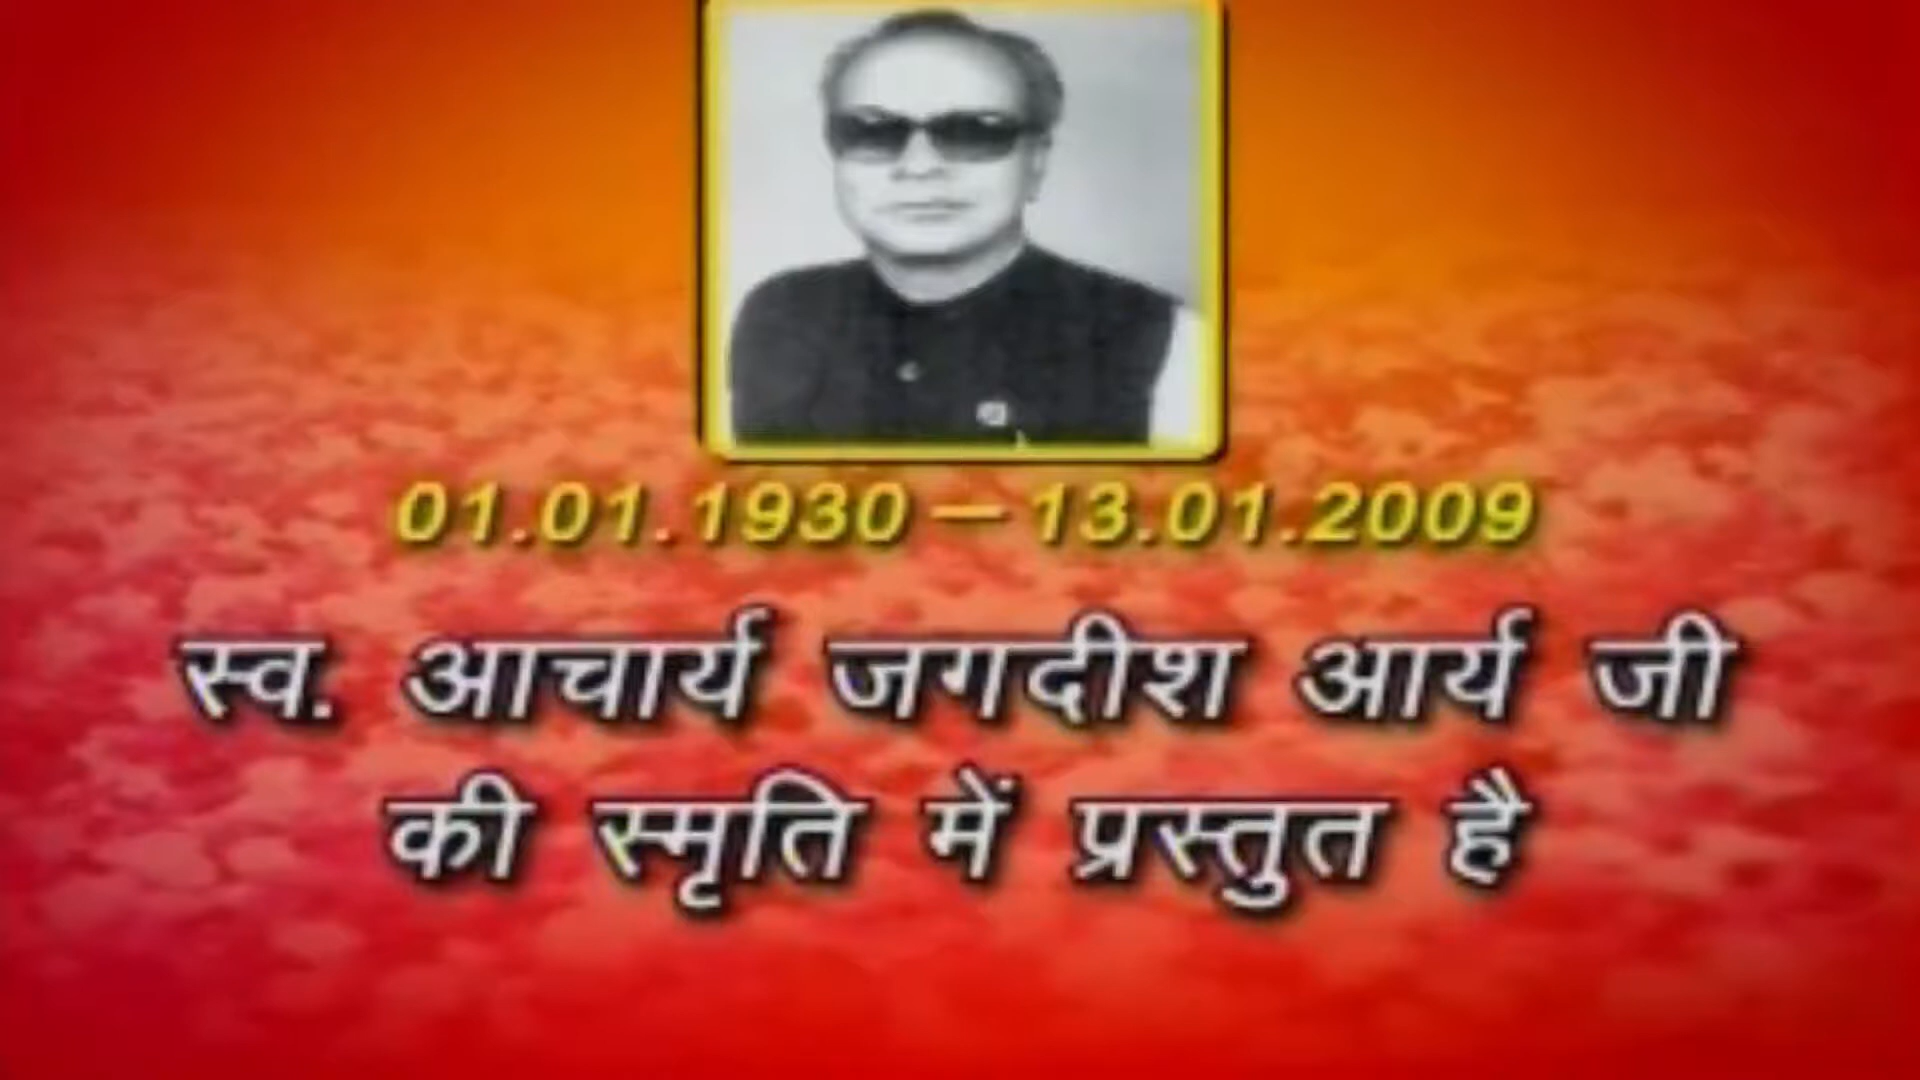 01.01.1930 – 13.01.2009
स्व. आचार्य जगदीश आर्य जी
की स्मृति में प्रस्तुत है